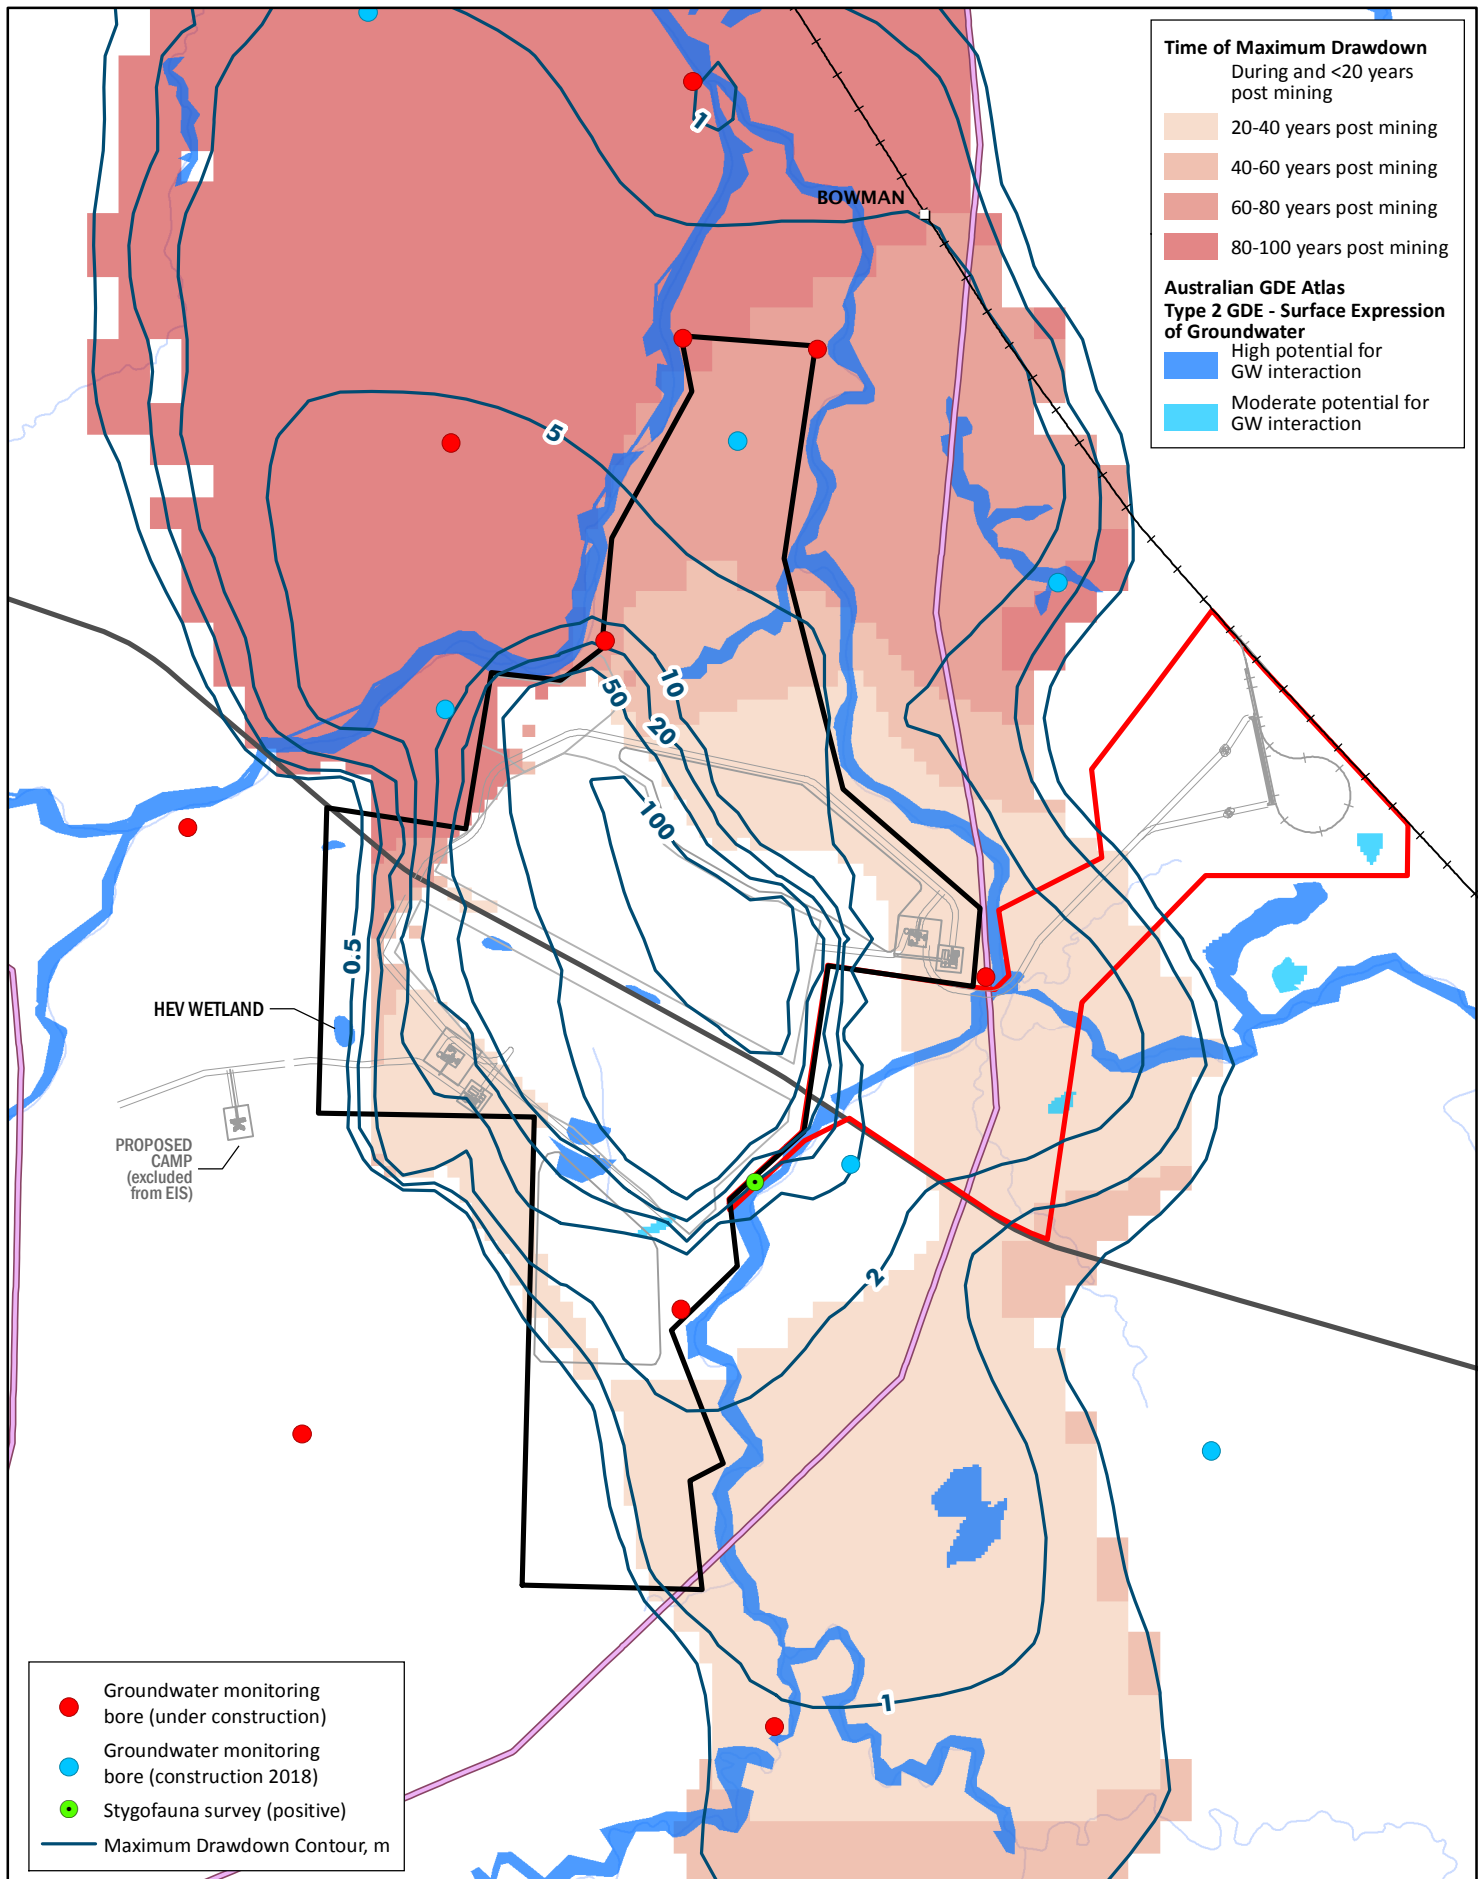 Time of Maximum Drawdown
During and <20 years
post mining
20-40 years post mining
40-60 years post mining
60-80 years post mining
80-100 years post mining
Australian GDE Atlas
Type 2 GDE - Surface Expression
of Groundwater
High potential for
GW interaction
Moderate potential for
GW interaction
1
BOWMAN
5
10
50
20
100
0.5
HEV WETLAND
PROPOSED
CAMP
(excluded
from EIS)
2
1
Groundwater monitoring
bore (under construction)
Groundwater monitoring
bore (construction 2018)
Stygofauna survey (positive)
Maximum Drawdown Contour, m